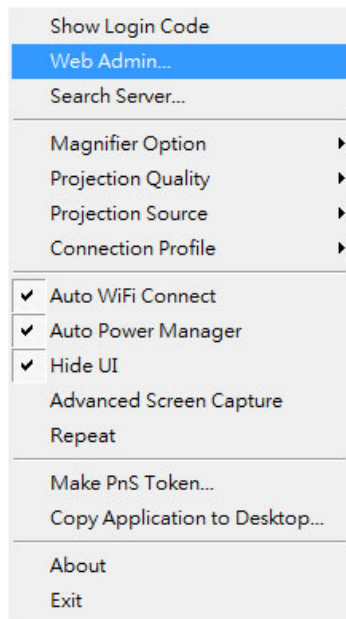 Show Login Code
Web Admin...
Search Server...
Magnifier Option
Projection Quality
Projection Source
Connection Profile
Auto WiFi Connect
Auto Power Manager
Hide UI
Advanced Screen Capture
Repeat
Make PnS Token...
Copy Application to Desktop...
About
Exit